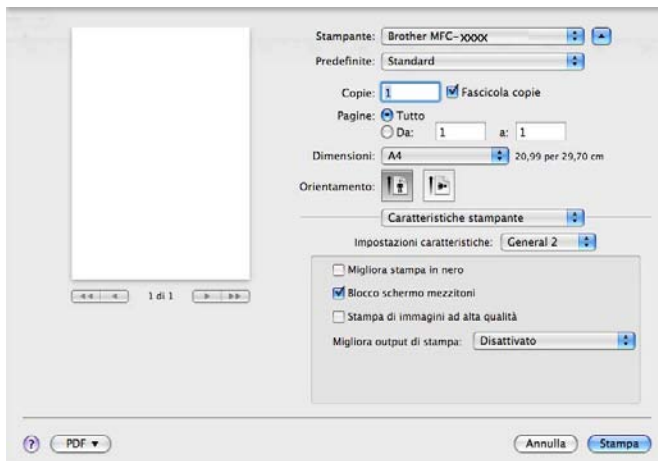 Stampante: Brother MFC-xxxx
Predefinite: Standard
Copie: 1 Fascicola copie
Pagine: Tutto
Da: 1 a: 1
Dimensioni: A4 20,99 per 29,70 cm
Orientamento:
Caratteristiche stampante
Impostazioni caratteristiche: General 2
Migliora stampa in nero
Blocco schermo mezzitoni
Stampa di immagini ad alta qualità
Migliora output di stampa: Disattivato
1 di 1
? PDF ▼ Annulla Stampa